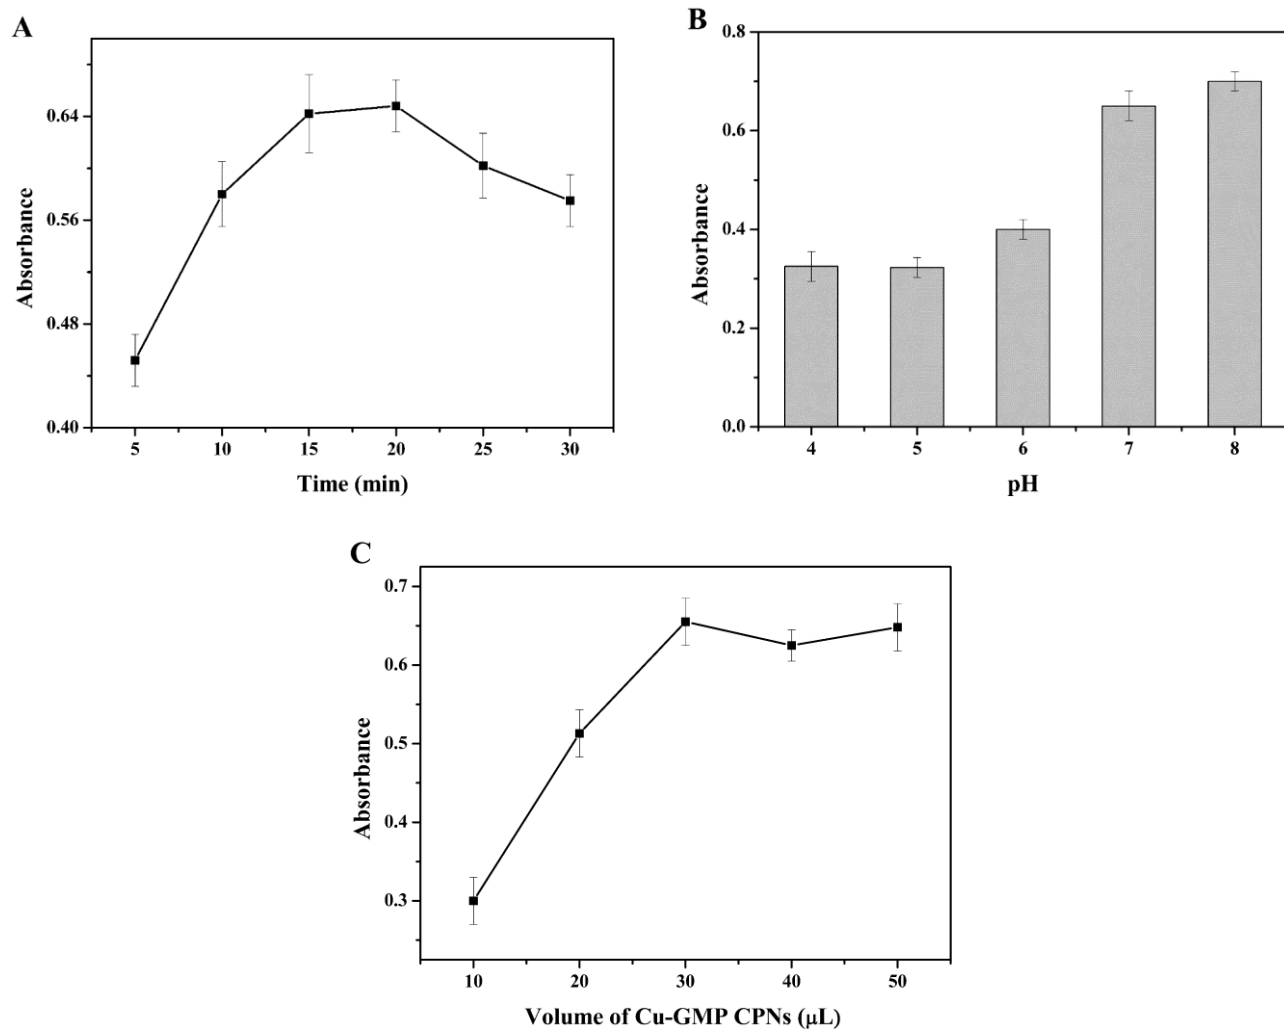 A
Absorbance
0.64
0.56
0.48
0.40
5 10 15 20 25 30
Time (min)
B
Absorbance
0.8
0.6
0.4
0.2
0.0
4 5 6 7 8
pH
C
Absorbance
0.7
0.6
0.5
0.4
0.3
10 20 30 40 50
Volume of Cu-GMP CPNs (μL)